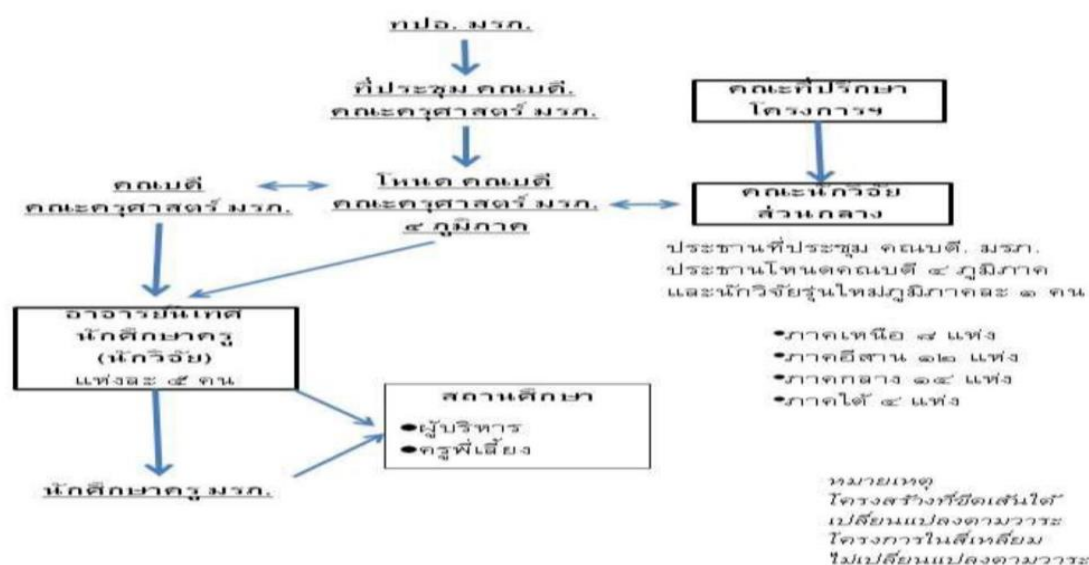 ทปอ. มรภ.
ที่ประชุม คณบดี.
คณะครุศาสตร์ มรภ.
คณะที่ปรึกษา
โครงการฯ
คณบดี
คณะครุศาสตร์ มรภ.
โหนด คณบดี
คณะครุศาสตร์ มรภ.
๔ ภูมิภาค
คณะนักวิจัย
ส่วนกลาง
ประธานที่ประชุม คณบดี. มรภ.
ประธานโหนดคณบดี ๔ ภูมิภาค
และนักวิจัยรุ่นใหม่ภูมิภาคละ ๑ คน
อาจารย์นิเทศ
นักศึกษาครู
(นักวิจัย)
แห่งละ ๕ คน
•ภาคเหนือ ๘ แห่ง
•ภาคอีสาน ๑๒ แห่ง
•ภาคกลาง ๑๔ แห่ง
•ภาคใต้ ๔ แห่ง
สถานศึกษา
●ผู้บริหาร
●ครูพี่เลี้ยง
นักศึกษาครู มรภ.
หมายเหตุ
โครงสร้างที่ขีดเส้นใต้
เปลี่ยนแปลงตามวาระ
โครงการในสี่เหลี่ยม
ไม่เปลี่ยนแปลงตามวาระ